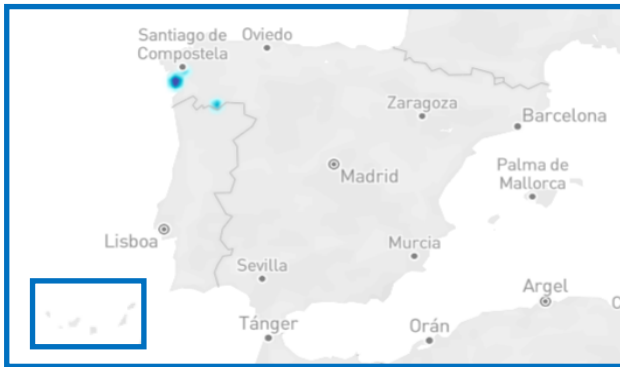 Santiago de
Compostela
Oviedo
Zaragoza
Barcelona
Madrid
Palma de
Mallorca
Lisboa
Murcia
Sevilla
Argel
Tánger
Orán